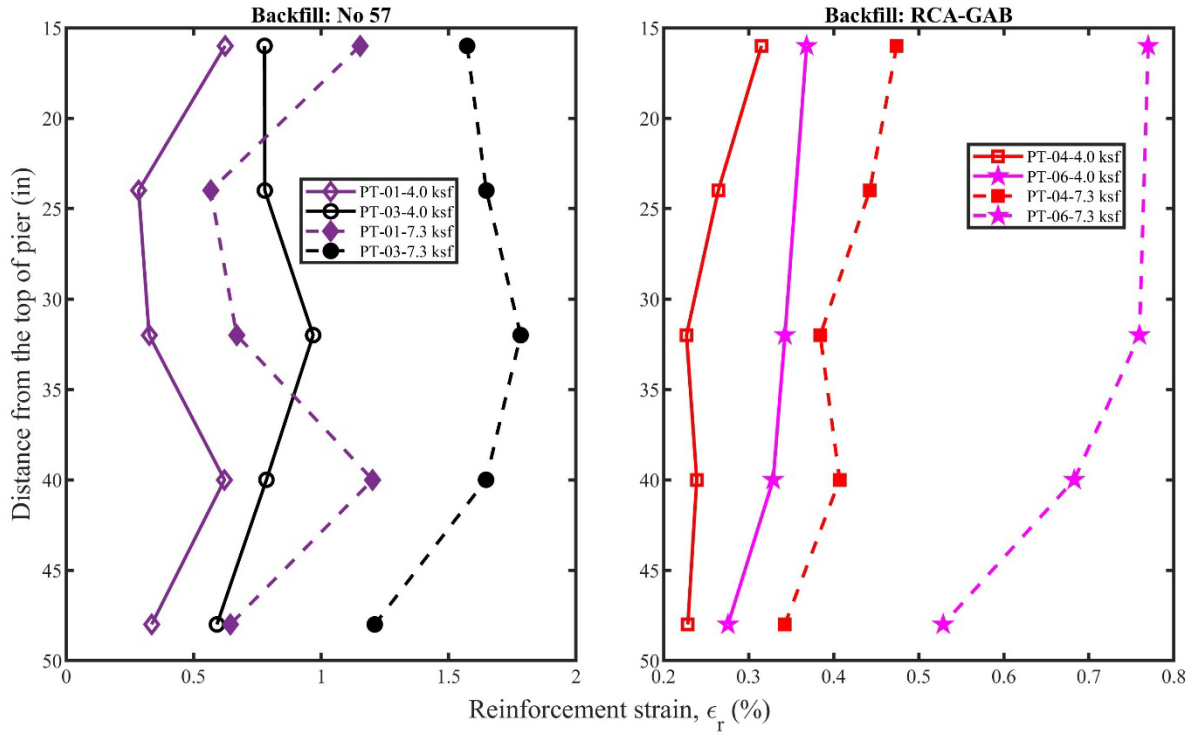 Backfill: No 57
Backfill: RCA-GAB
Distance from the top of pier (in)
15
20
25
30
35
40
45
50
PT-01-4.0 ksf
PT-03-4.0 ksf
PT-01-7.3 ksf
PT-03-7.3 ksf
0
0.5
1
1.5
2
15
20
25
30
35
40
45
50
PT-04-4.0 ksf
PT-06-4.0 ksf
PT-04-7.3 ksf
PT-06-7.3 ksf
0.2
0.3
0.4
0.5
0.6
0.7
0.8
Reinforcement strain, ϵr (%)